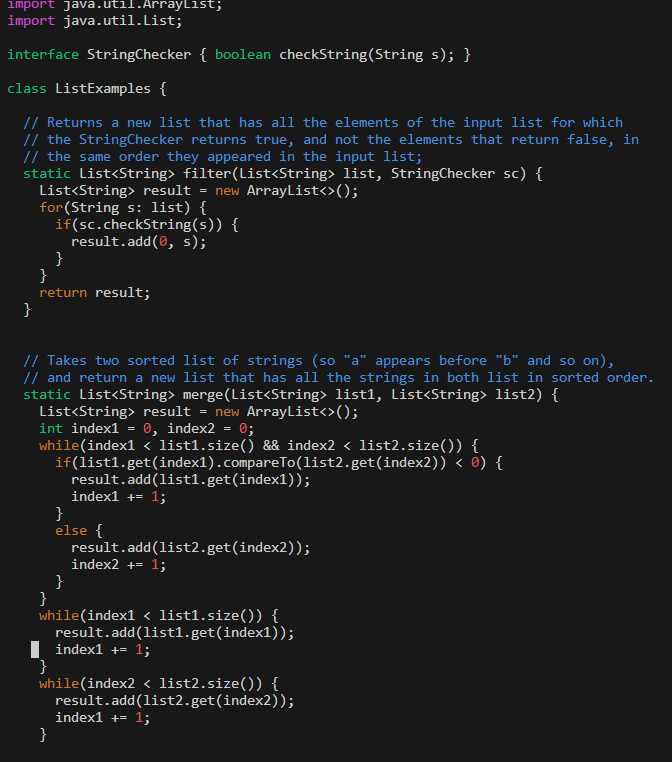 import java.util.ArrayList;
import java.util.List;

interface StringChecker { boolean checkString(String s); }

class ListExamples {

  // Returns a new list that has all the elements of the input list for which
  // the StringChecker returns true, and not the elements that return false, in
  // the same order they appeared in the input list;
  static List<String> filter(List<String> list, StringChecker sc) {
    List<String> result = new ArrayList<>();
    for(String s: list) {
      if(sc.checkString(s)) {
        result.add(0, s);
      }
    }
    return result;
  }


  // Takes two sorted list of strings (so "a" appears before "b" and so on),
  // and return a new list that has all the strings in both list in sorted order.
  static List<String> merge(List<String> list1, List<String> list2) {
    List<String> result = new ArrayList<>();
    int index1 = 0, index2 = 0;
    while(index1 < list1.size() && index2 < list2.size()) {
      if(list1.get(index1).compareTo(list2.get(index2)) < 0) {
        result.add(list1.get(index1));
        index1 += 1;
      }
      else {
        result.add(list2.get(index2));
        index2 += 1;
      }
    }
    while(index1 < list1.size()) {
      result.add(list1.get(index1));
      index1 += 1;
    }
    while(index2 < list2.size()) {
      result.add(list2.get(index2));
      index1 += 1;
    }